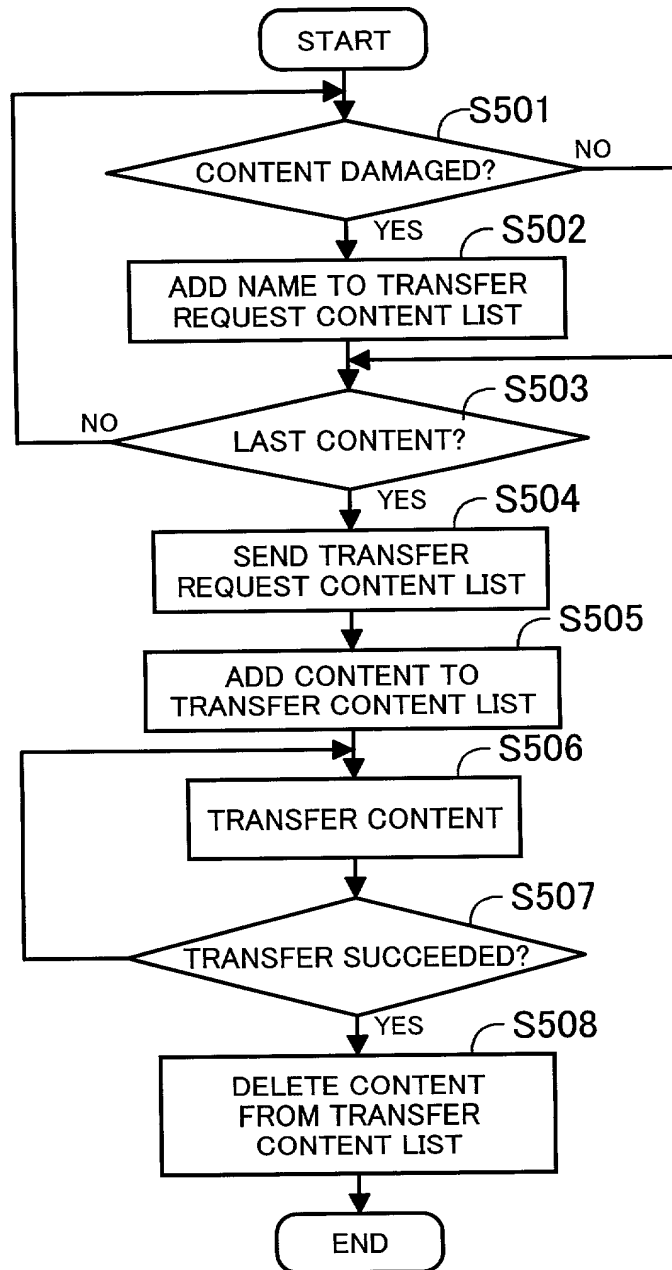 START
S501
CONTENT DAMAGED?
NO
YES
S502
ADD NAME TO TRANSFER
REQUEST CONTENT LIST
S503
NO
LAST CONTENT?
YES
S504
SEND TRANSFER
REQUEST CONTENT LIST
S505
ADD CONTENT TO
TRANSFER CONTENT LIST
S506
TRANSFER CONTENT
S507
TRANSFER SUCCEEDED?
YES
S508
DELETE CONTENT
FROM TRANSFER
CONTENT LIST
END